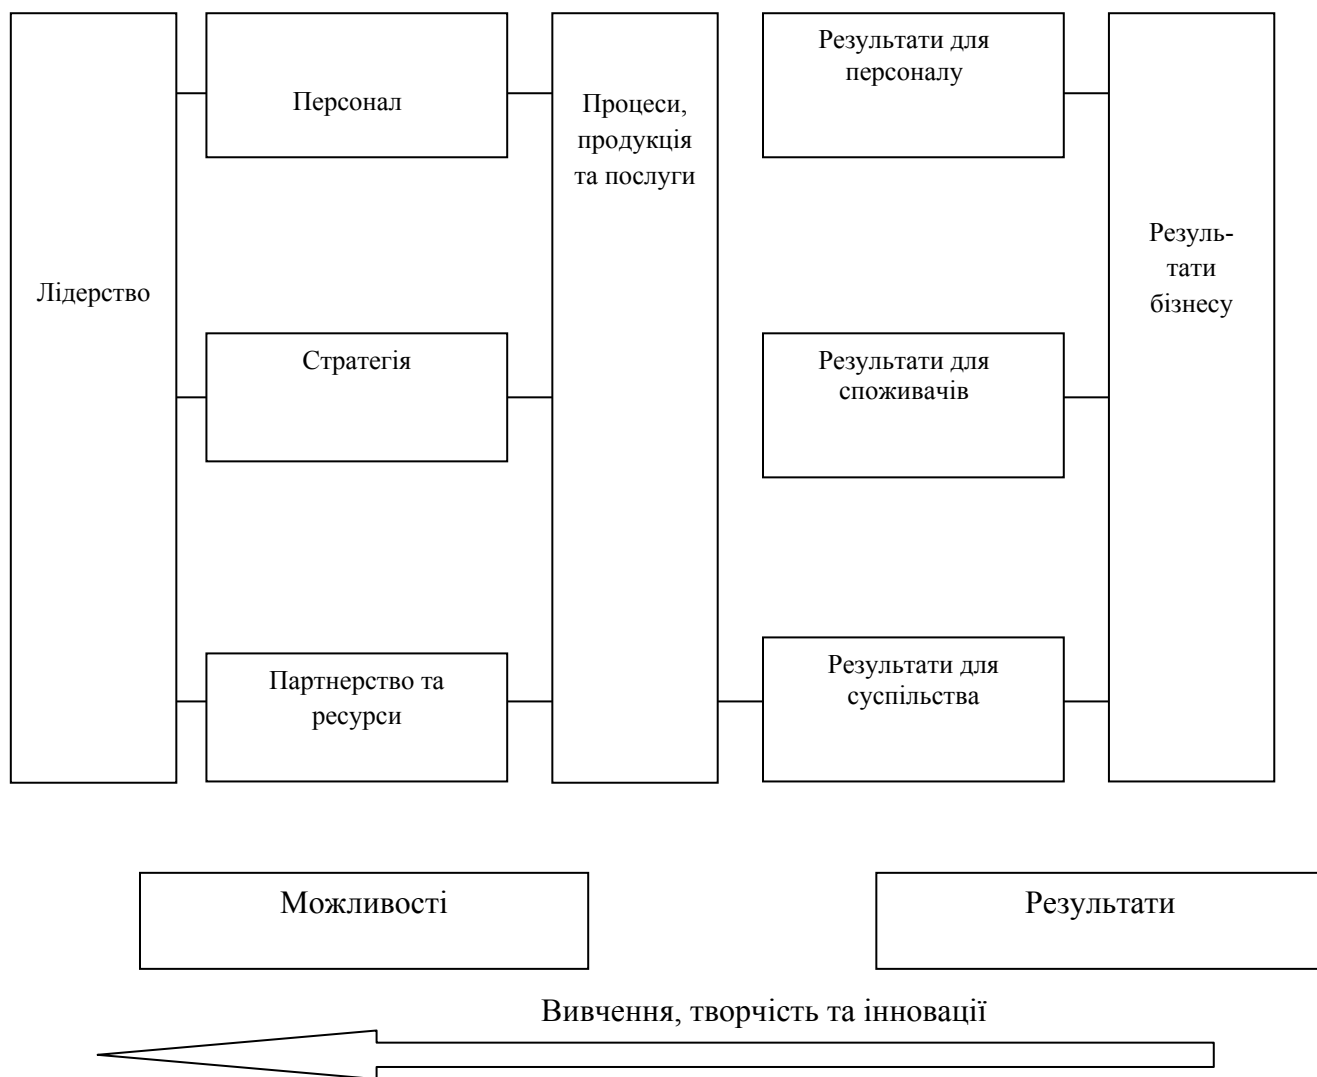 Лідерство
Персонал
Стратегія
Партнерство та
ресурси
Процеси,
продукція
та послуги
Результати для
персоналу
Результати для
споживачів
Результати для
суспільства
Резуль-
тати
бізнесу
Можливості
Результати
Вивчення, творчість та інновації